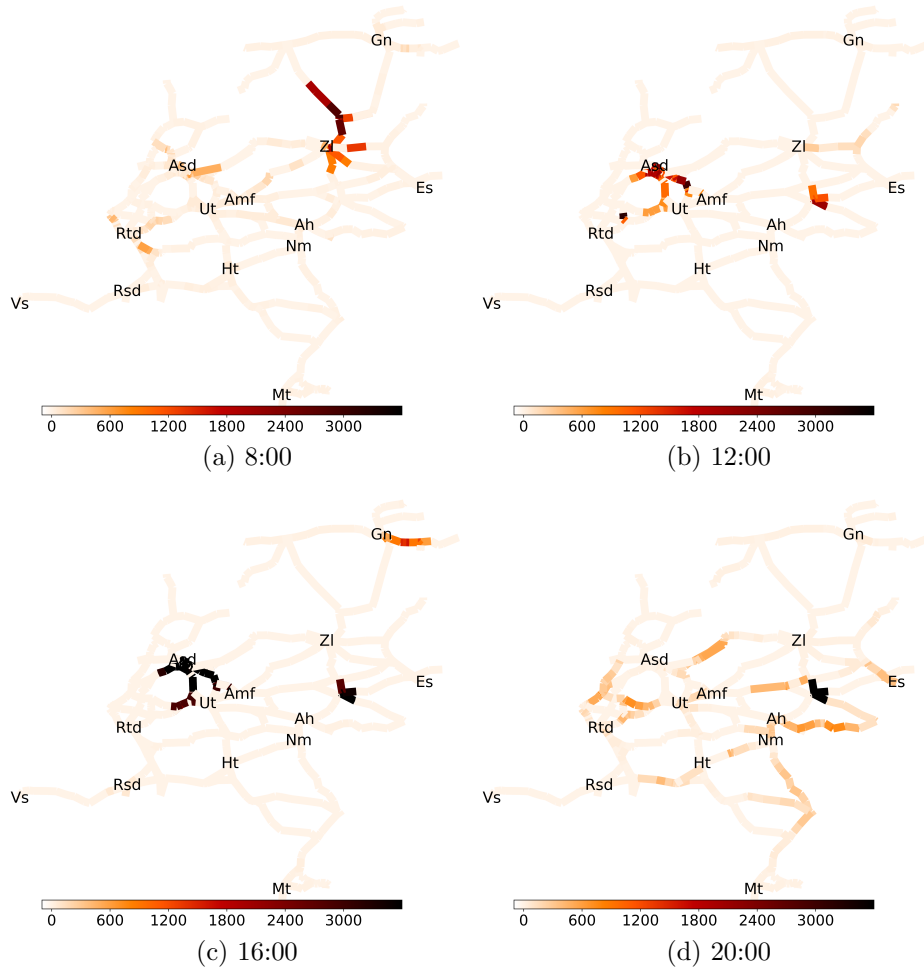 Gn
Zl
Asd
Amf
Es
Ut
Rtd
Ah
Nm
Ht
Rsd
Vs
Mt
0 600 1200 1800 2400 3000
(a) 8:00
Gn
Zl
Asd
Amf
Es
Ut
Rtd
Ah
Nm
Ht
Rsd
Vs
Mt
0 600 1200 1800 2400 3000
(b) 12:00
Gn
Zl
Asd
Amf
Es
Ut
Rtd
Ah
Nm
Ht
Rsd
Vs
Mt
0 600 1200 1800 2400 3000
(c) 16:00
Gn
Zl
Asd
Amf
Es
Ut
Rtd
Ah
Nm
Ht
Rsd
Vs
Mt
0 600 1200 1800 2400 3000
(d) 20:00